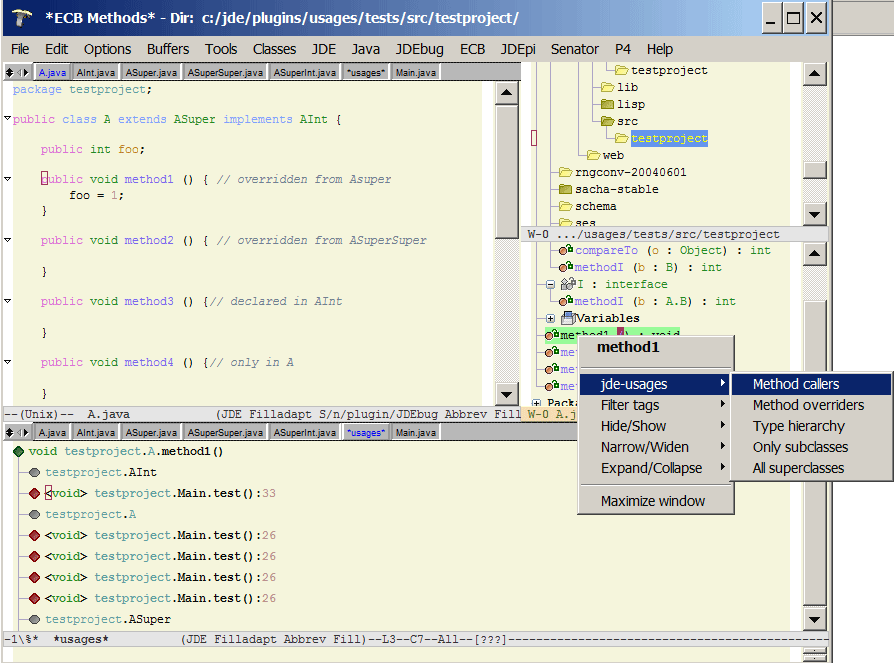 *ECB Methods* - Dir: c:/jde/plugins/usages/tests/src/testproject/
File Edit Options Buffers Tools Classes JDE Java JDEbug ECB JDEpi Senator P4 Help
A.java AInt.java ASuper.java ASuperSuper.java ASuperInt.java *usages* Main.java
package testproject;
public class A extends ASuper implements AInt {
public int foo;
public void method1 () { // overridden from Asuper
foo = 1;
}
public void method2 () { // overridden from ASuperSuper
}
public void method3 () {// declared in AInt
}
public void method4 () {// only in A
}
--(Unix)-- A.java (JDE Filladapt S/n/plugin/JDEbug Abbrev Fill
testproject
lib
lisp
src
testproject
web
rngconv-20040601
sacha-stable
schema
ses
W-0 .../usages/tests/src/testproject
compareTo (o : Object) : int
methodI (b : B) : int
I : interface
methodI (b : A.B) : int
Variables
method1 () : void
me
me
me
Packa
W-0 A.j
method1
jde-usages
Filter tags
Hide/Show
Narrow/Widen
Expand/Collapse
Maximize window
Method callers
Method overriders
Type hierarchy
Only subclasses
All superclasses
A.java AInt.java ASuper.java ASuperSuper.java ASuperInt.java *usages* Main.java
void testproject.A.method1()
testproject.AInt
<void> testproject.Main.test():33
testproject.A
<void> testproject.Main.test():26
<void> testproject.Main.test():26
<void> testproject.Main.test():26
<void> testproject.Main.test():26
testproject.ASuper
-1\%* *usages* (JDE Filladapt Abbrev Fill)--L3--C7--All--[???]--------